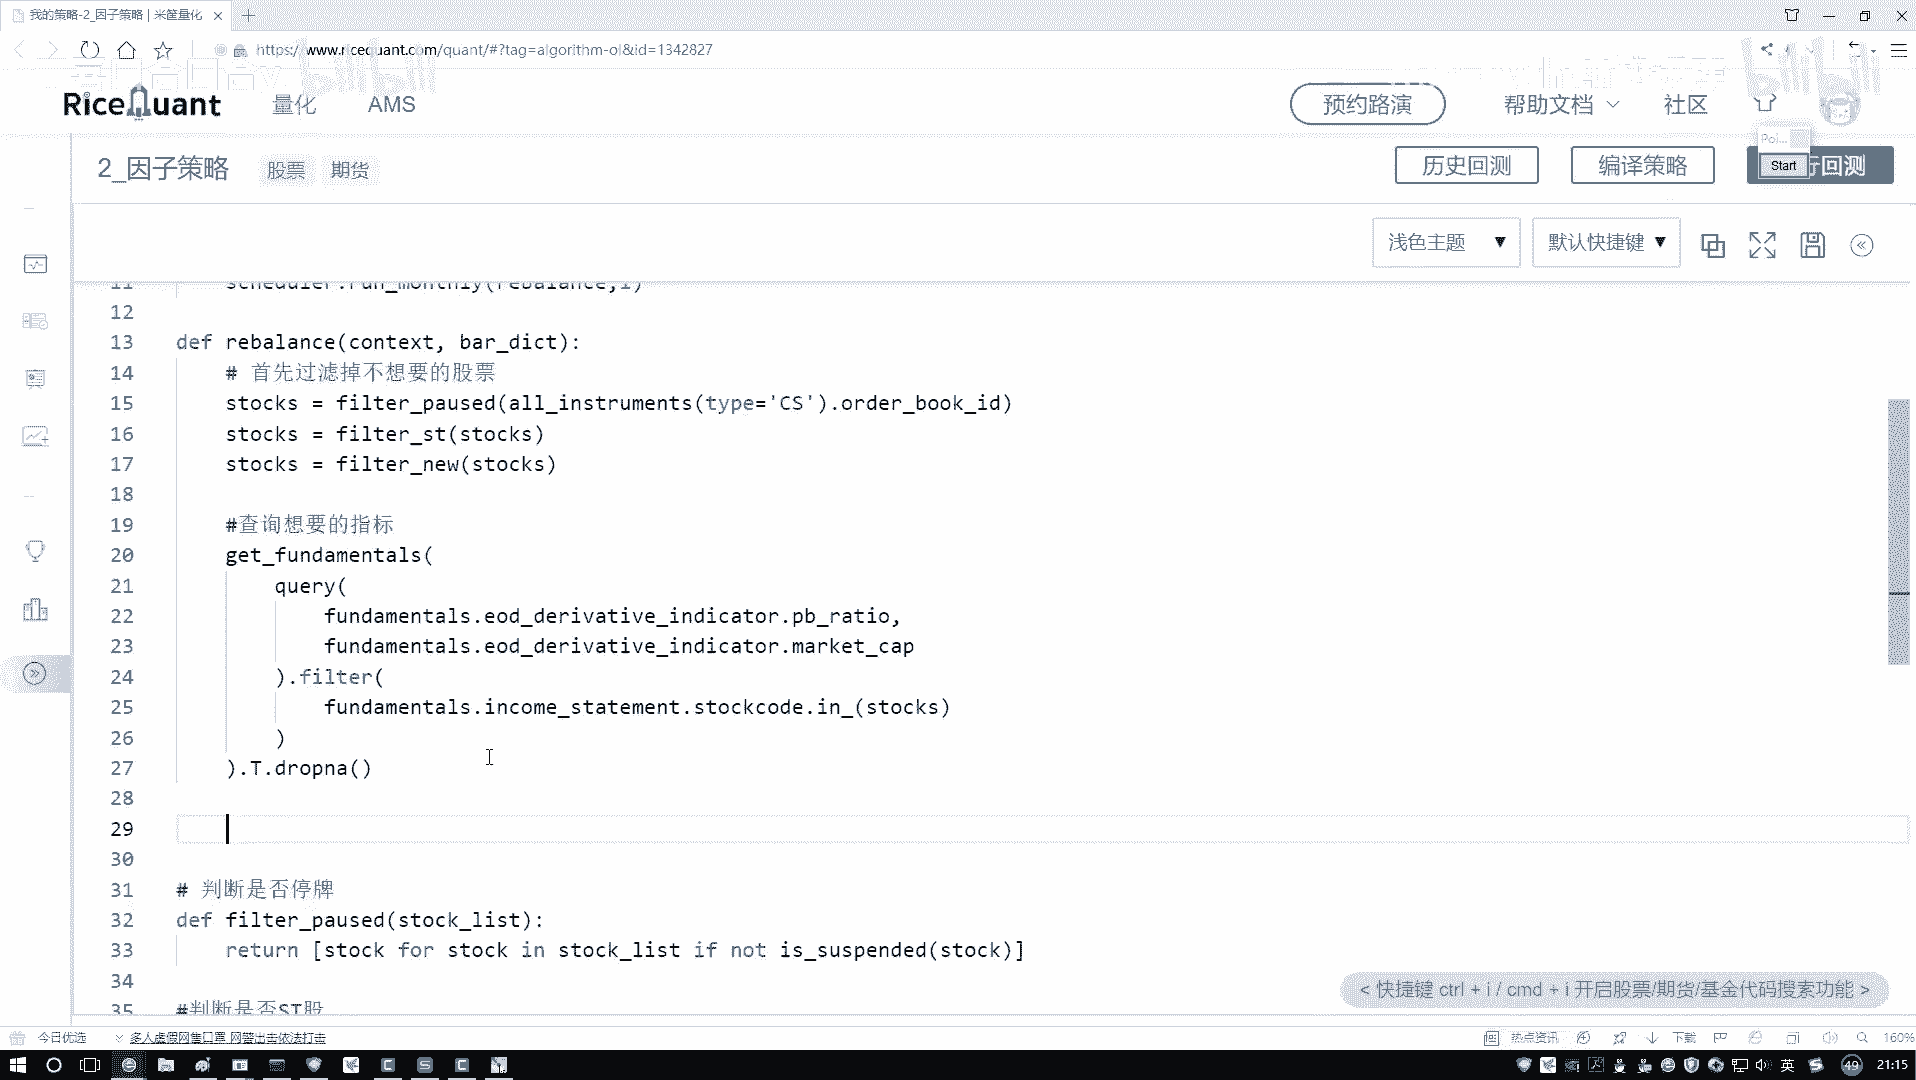 我的策略-2_因子策略 | 米筐量化
https://www.ricequant.com/quant/#?tag=algorithm-ol&id=1342827
RiceQuant 量化 AMS 预约路演 帮助文档 社区
2_因子策略 股票 期货 历史回测 编译策略 Start 回测
浅色主题 ▼ 默认快捷键 ▼
11 scheduler.run_monthly(rebalance,1)
12
13 def rebalance(context, bar_dict):
14 # 首先过滤掉不想要的股票
15 stocks = filter_paused(all_instruments(type='CS').order_book_id)
16 stocks = filter_st(stocks)
17 stocks = filter_new(stocks)
18
19 #查询想要的指标
20 get_fundamentals(
21 query(
22 fundamentals.eod_derivative_indicator.pb_ratio,
23 fundamentals.eod_derivative_indicator.market_cap
24 ).filter(
25 fundamentals.income_statement.stockcode.in_(stocks)
26 )
27 ).T.dropna()
28
29
30
31 # 判断是否停牌
32 def filter_paused(stock_list):
33 return [stock for stock in stock_list if not is_suspended(stock)]
34
35 #判断是否ST股
< 快捷键 ctrl + i / cmd + i 开启股票/期货/基金代码搜索功能 >
今日优选 多人虚假网售口罩 网警出击依法打击 热点资讯 下载 160%
英 49 21:15